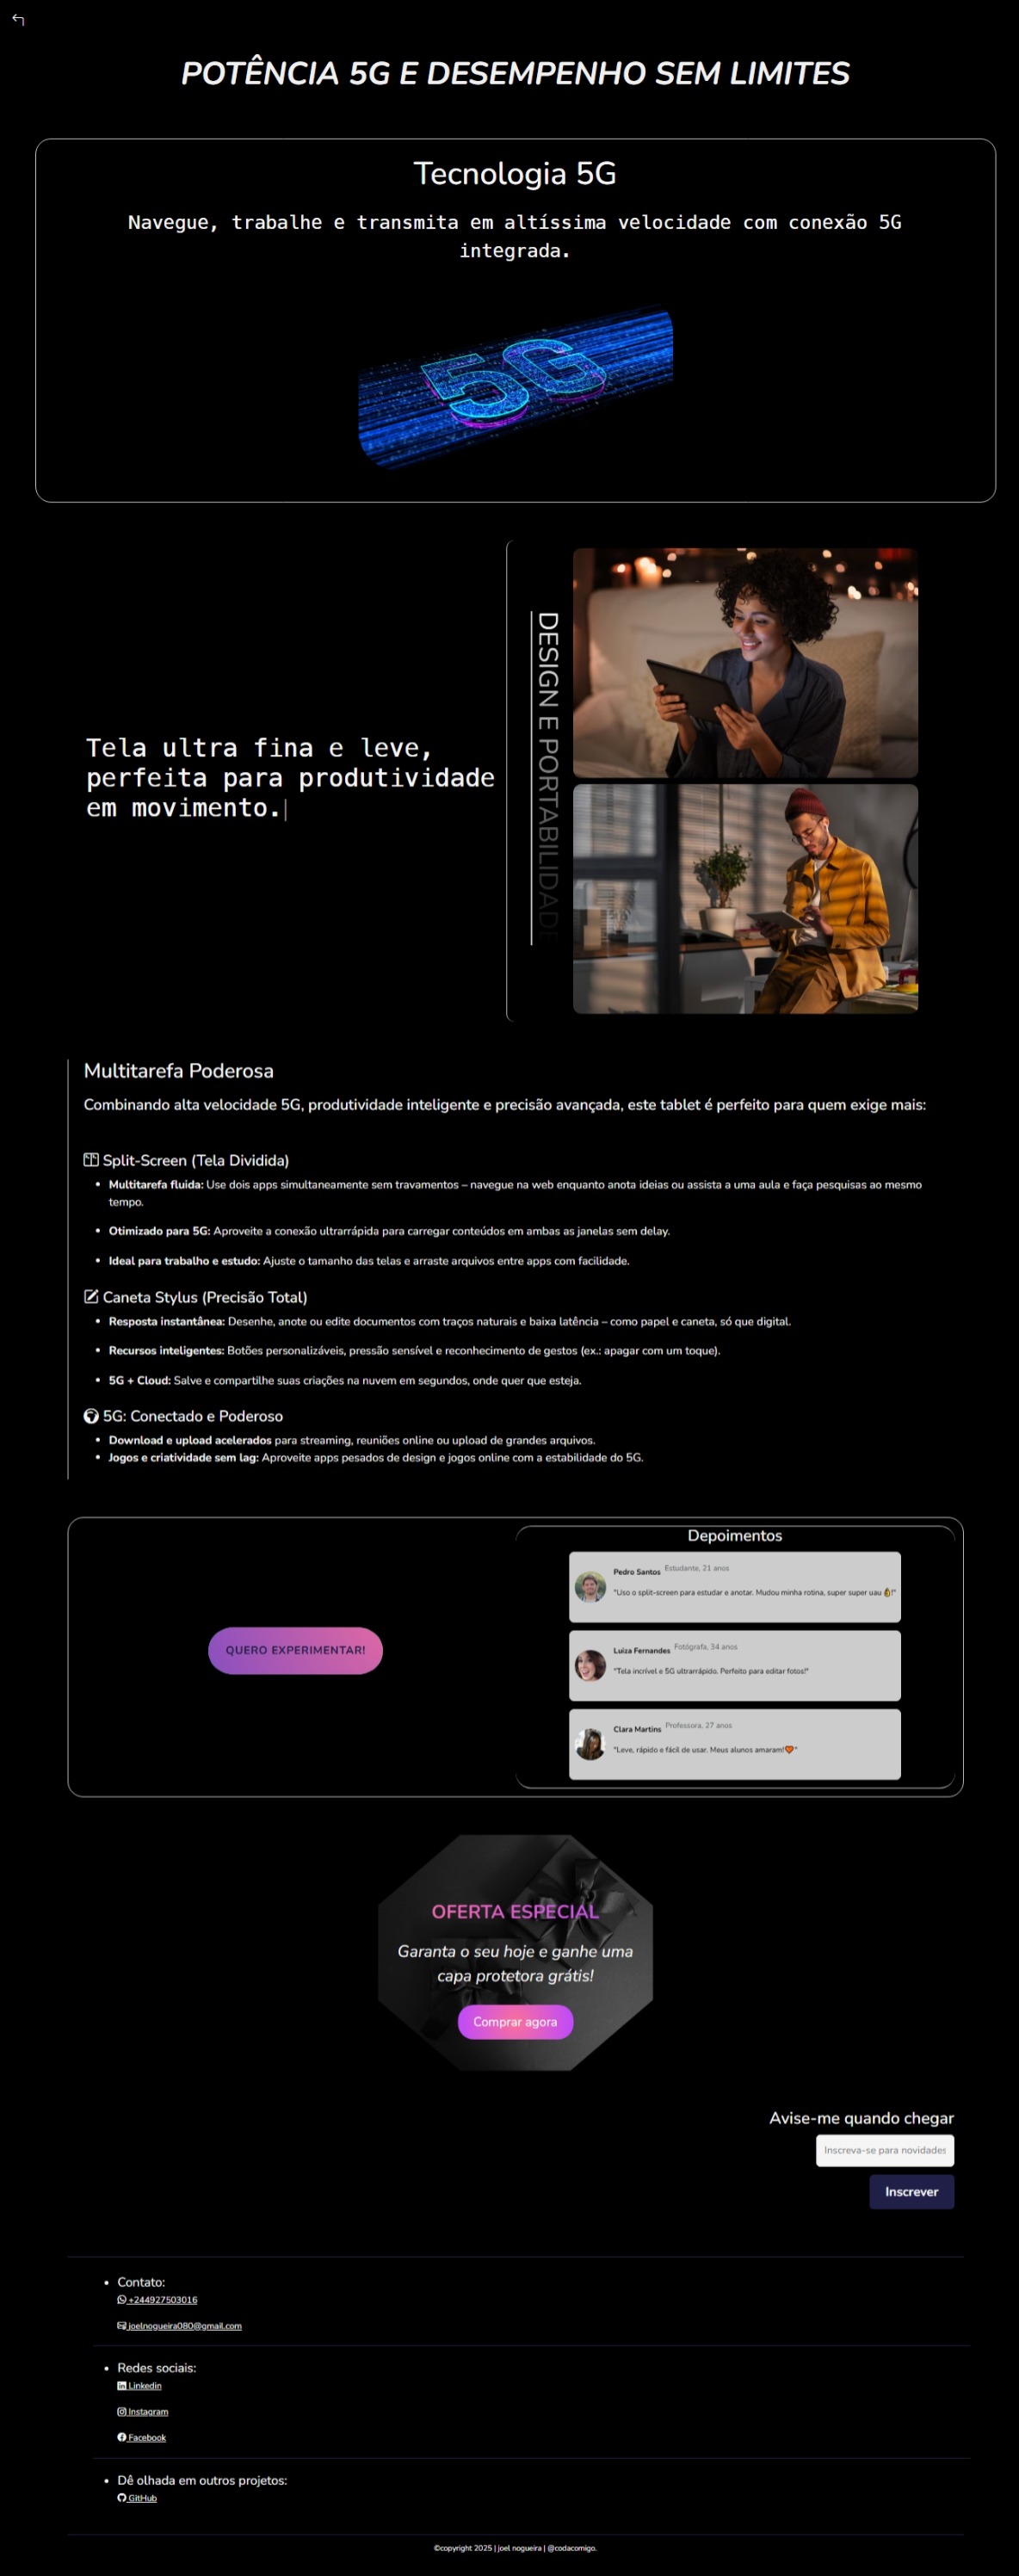 POTÊNCIA 5G E DESEMPENHO SEM LIMITES
Tecnologia 5G
Navegue, trabalhe e transmita em altíssima velocidade com conexão 5G
integrada.
5G
Tela ultra fina e leve,
perfeita para produtividade
em movimento.
DESIGN E PORTABILIDADE
Multitarefa Poderosa
Combinando alta velocidade 5G, produtividade inteligente e precisão avançada, este tablet é perfeito para quem exige mais:
Split-Screen (Tela Dividida)
• Multitarefa fluida: Use dois apps simultaneamente sem travamentos – navegue na web enquanto anota ideias ou assista a uma aula e faça pesquisas ao mesmo
tempo.
• Otimizado para 5G: Aproveite a conexão ultrarrápida para carregar conteúdos em ambas as janelas sem delay.
• Ideal para trabalho e estudo: Ajuste o tamanho das telas e arraste arquivos entre apps com facilidade.
Caneta Stylus (Precisão Total)
• Resposta instantânea: Desenhe, anote ou edite documentos com traços naturais e baixa latência – como papel e caneta, só que digital.
• Recursos inteligentes: Botões personalizáveis, pressão sensível e reconhecimento de gestos (ex.: apagar com um toque).
• 5G + Cloud: Salve e compartilhe suas criações na nuvem em segundos, onde quer que esteja.
5G: Conectado e Poderoso
• Download e upload acelerados para streaming, reuniões online ou upload de grandes arquivos.
• Jogos e criatividade sem lag: Aproveite apps pesados de design e jogos online com a estabilidade do 5G.
QUERO EXPERIMENTAR!
Depoimentos
Pedro Santos Estudante, 21 anos
"Uso o split-screen para estudar e anotar. Mudou minha rotina, super super uau 👌!"
Luiza Fernandes Fotógrafa, 34 anos
"Tela incrível e 5G ultrarrápido. Perfeito para editar fotos!"
Clara Martins Professora, 27 anos
"Leve, rápido e fácil de usar. Meus alunos amaram!🧡"
OFERTA ESPECIAL
Garanta o seu hoje e ganhe uma
capa protetora grátis!
Comprar agora
Avise-me quando chegar
Inscreva-se para novidades
Inscrever
• Contato:
+244927503016
joelnogueira080@gmail.com
• Redes sociais:
Linkedin
Instagram
Facebook
• Dê olhada em outros projetos:
GitHub
©copyright 2025 | joel nogueira | @codacomigo.